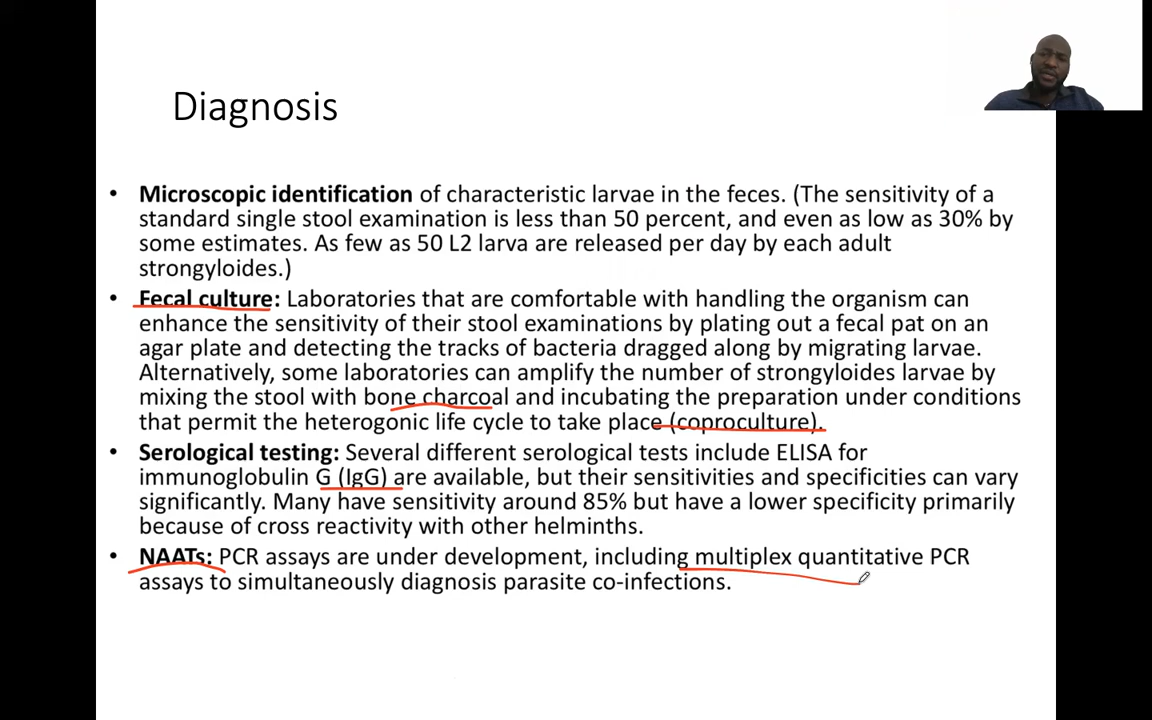 Diagnosis
• Microscopic identification of characteristic larvae in the feces. (The sensitivity of a
standard single stool examination is less than 50 percent, and even as low as 30% by
some estimates. As few as 50 L2 larva are released per day by each adult
strongyloides.)
• Fecal culture: Laboratories that are comfortable with handling the organism can
enhance the sensitivity of their stool examinations by plating out a fecal pat on an
agar plate and detecting the tracks of bacteria dragged along by migrating larvae.
Alternatively, some laboratories can amplify the number of strongyloides larvae by
mixing the stool with bone charcoal and incubating the preparation under conditions
that permit the heterogonic life cycle to take place (coproculture).
• Serological testing: Several different serological tests include ELISA for
immunoglobulin G (IgG) are available, but their sensitivities and specificities can vary
significantly. Many have sensitivity around 85% but have a lower specificity primarily
because of cross reactivity with other helminths.
• NAATs: PCR assays are under development, including multiplex quantitative PCR
assays to simultaneously diagnosis parasite co-infections.